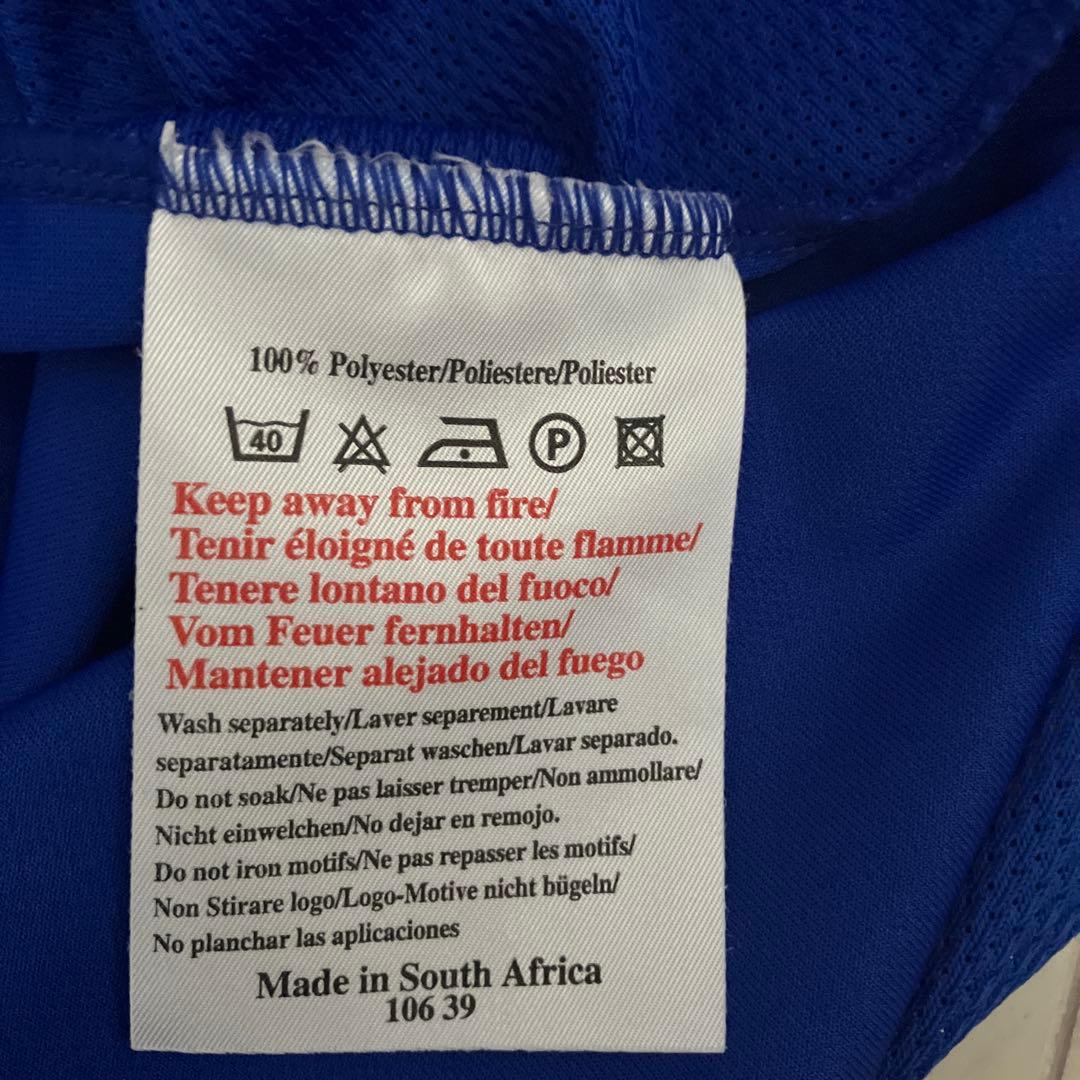 100% Polyester/Poliestere/Poliester
40 P
Keep away from fire/
Tenir éloigné de toute flamme/
Tenere lontano del fuoco/
Vom Feuer fernhalten/
Mantener alejado del fuego
Wash separately/Laver separement/Lavare
separatamente/Separat waschen/Lavar separado.
Do not soak/Ne pas laisser tremper/Non ammollare/
Nicht einwelchen/No dejar en remojo.
Do not iron motifs/Ne pas repasser les motifs/
Non Stirare logo/Logo-Motive nicht bügeln/
No planchar las aplicaciones
Made in South Africa
106 39